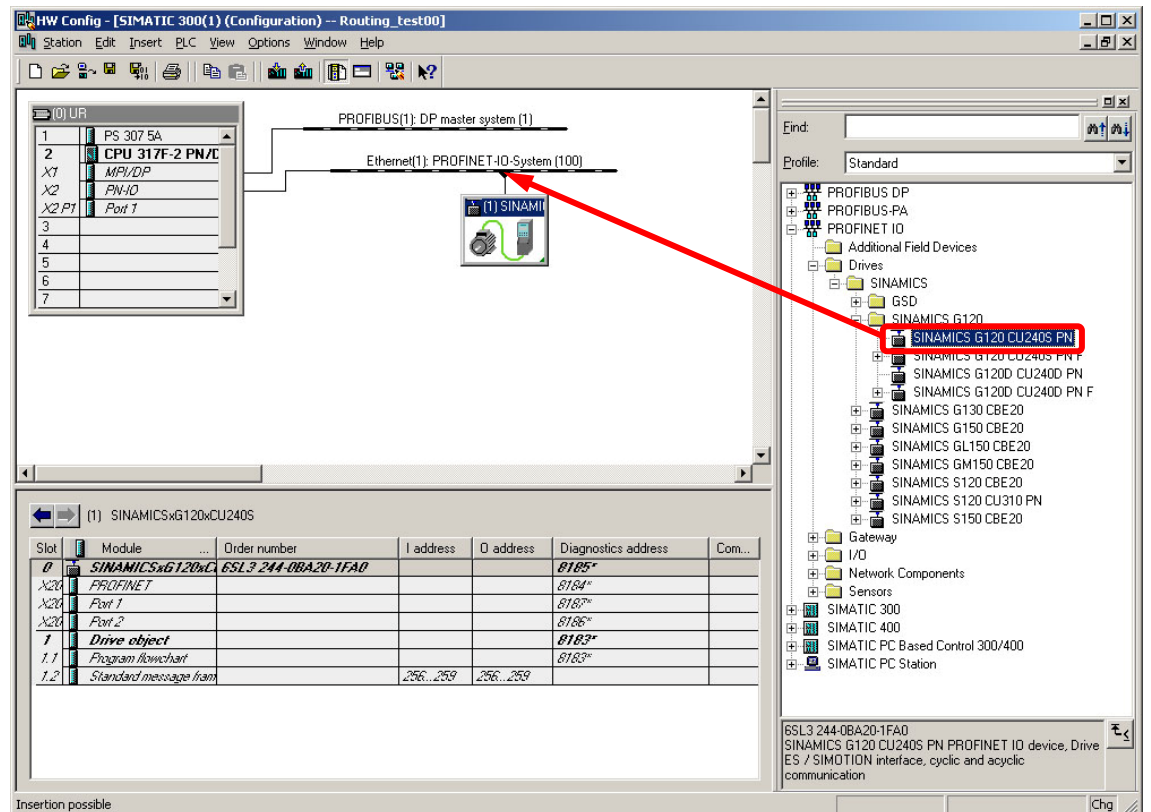 HW Config - [SIMATIC 300(1) (Configuration) -- Routing_test00]
Station Edit Insert PLC View Options Window Help
(0) UR
1 PS 307 5A
2 CPU 317F-2 PN/D
X1 MPI/DP
X2 PN-IO
X2 P1 Port 1
3
4
5
6
7
PROFIBUS(1): DP master system (1)
Ethernet(1): PROFINET-IO-System (100)
(1) SINAMI
Find:
Profile: Standard
PROFIBUS DP
PROFIBUS-PA
PROFINET IO
Additional Field Devices
Drives
SINAMICS
GSD
SINAMICS G120
SINAMICS G120 CU240S PN
SINAMICS G120 CU240S PN F
SINAMICS G120D CU240D PN
SINAMICS G120D CU240D PN F
SINAMICS G130 CBE20
SINAMICS G150 CBE20
SINAMICS GL150 CBE20
SINAMICS GM150 CBE20
SINAMICS S120 CBE20
SINAMICS S120 CU310 PN
SINAMICS S150 CBE20
Gateway
I/O
Network Components
Sensors
SIMATIC 300
SIMATIC 400
SIMATIC PC Based Control 300/400
SIMATIC PC Station
6SL3 244-0BA20-1FA0
SINAMICS G120 CU240S PN PROFINET IO device, Drive
ES / SIMOTION interface, cyclic and acyclic
communication
(1) SINAMICSxG120xCU240S
Slot Module ... Order number I address O address Diagnostics address Com...
0 SINAMICSxG120xC 6SL3 244-0BA20-1FA0 8185*
X20 PROFINET 8184*
X20 Port 1 8187*
X20 Port 2 8186*
1 Drive object 8183*
1.1 Program flowchart 8183*
1.2 Standard message fram 256...259 256...259
Insertion possible
Chg